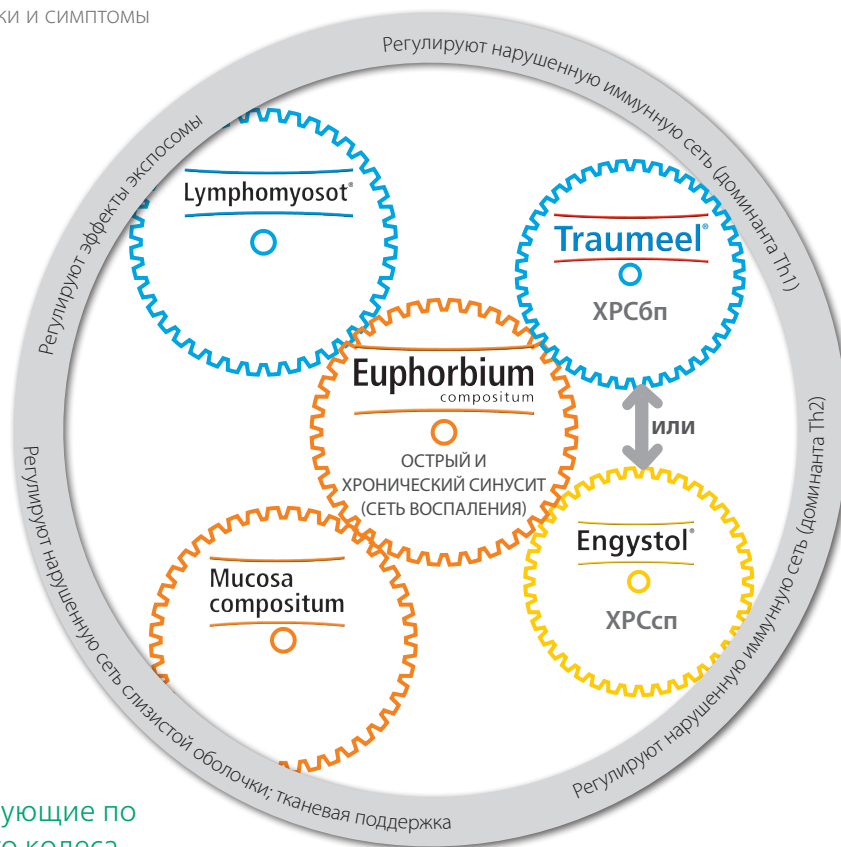 КИ И СИМПТОМЫ
Регулируют нарушенную иммунную сеть (доминанта Th1)
Регулируют эффекты экспосомы
Lymphomyosot®
Traumeel®
ХРСбп
Euphorbium
compositum
ОСТРЫЙ И
ХРОНИЧЕСКИЙ СИНУСИТ
(СЕТЬ ВОСПАЛЕНИЯ)
или
Engystol®
ХРСсп
Mucosa
compositum
Регулируют нарушенную сеть слизистой оболочки; тканевая поддержка
Регулируют нарушенную иммунную сеть (доминанта Th2)
ующие по
колеса